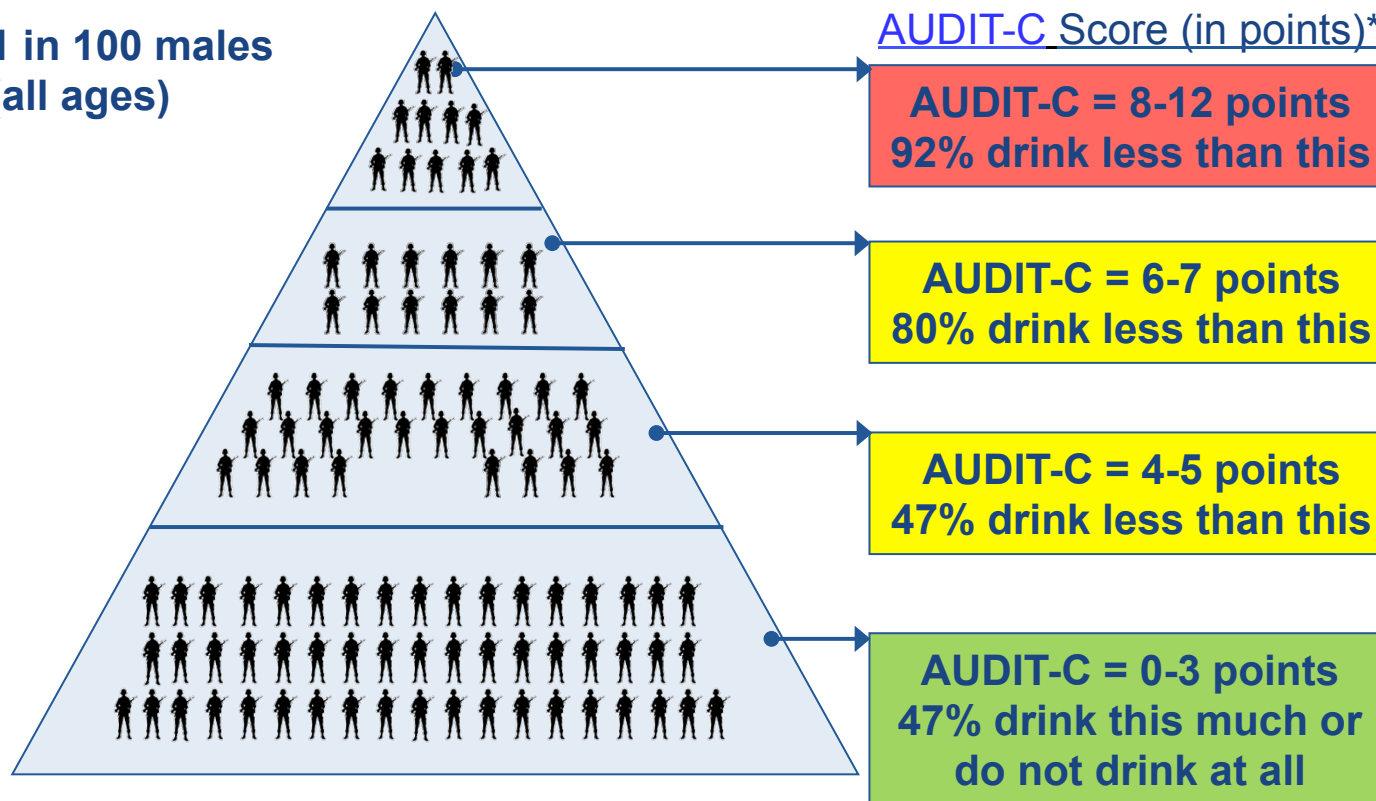 in 100 males
(all ages)
AUDIT-C Score (in points)*
AUDIT-C = 8-12 points
92% drink less than this
AUDIT-C = 6-7 points
80% drink less than this
AUDIT-C = 4-5 points
47% drink less than this
AUDIT-C = 0-3 points
47% drink this much or
do not drink at all